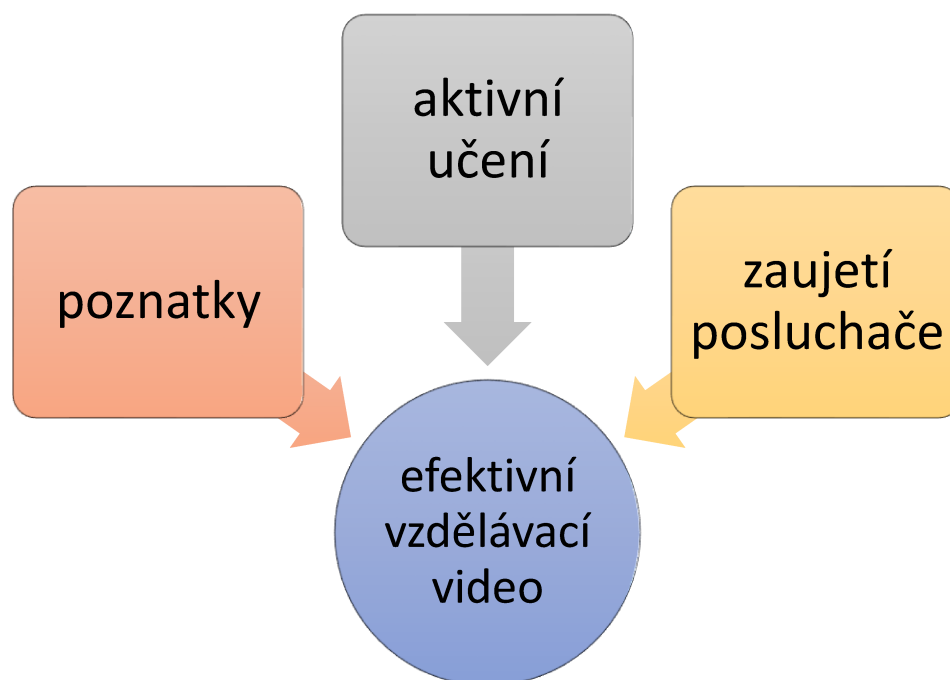 aktivní
učení
poznatky
zaujetí
posluchače
efektivní
vzdělávací
video